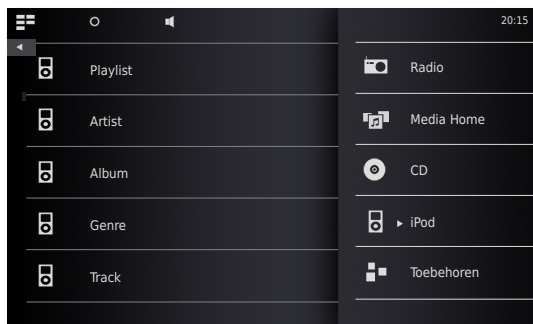 20:15
Playlist
Artist
Album
Genre
Track
Radio
Media Home
CD
iPod
Toebehoren